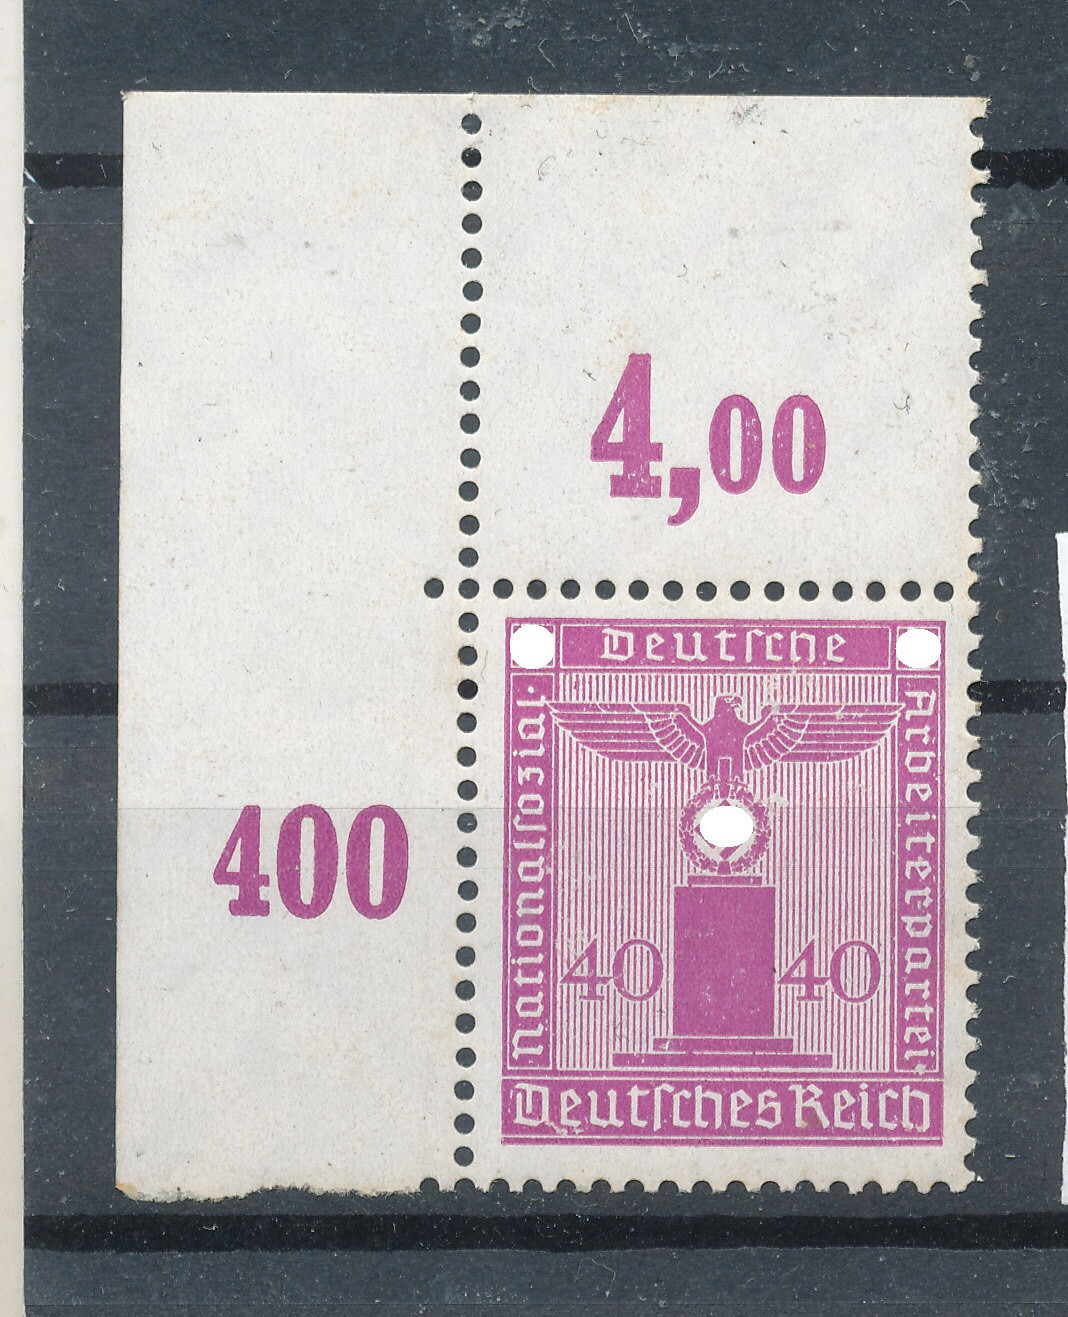 4,00
400
Deutsche
Nationalsozial.
Arbeiterpartei
40 40
Deutsches Reich